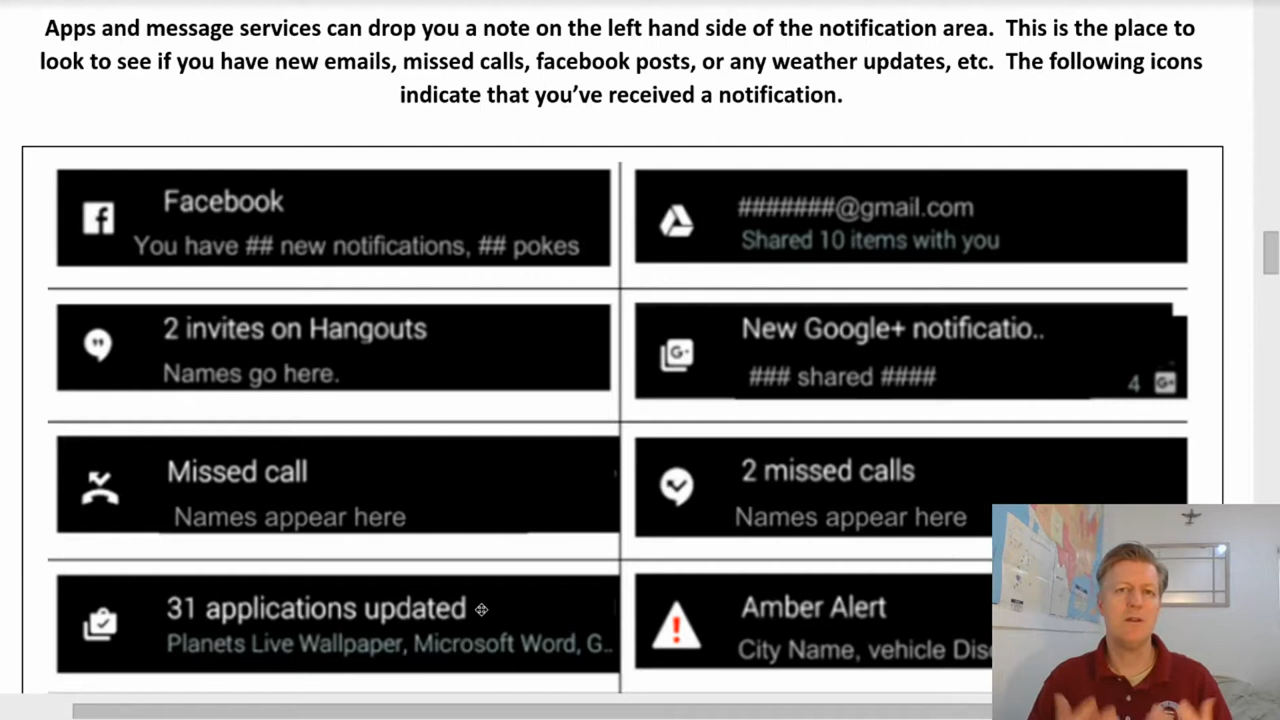 Apps and message services can drop you a note on the left hand side of the notification area.  This is the place to
look to see if you have new emails, missed calls, facebook posts, or any weather updates, etc.  The following icons
indicate that you’ve received a notification.
Facebook
You have ## new notifications, ## pokes
#######@gmail.com
Shared 10 items with you
2 invites on Hangouts
Names go here.
New Google+ notificatio..
### shared ####
4 G+
Missed call
Names appear here
2 missed calls
Names appear here
31 applications updated
Planets Live Wallpaper, Microsoft Word, G..
Amber Alert
City Name, vehicle Dis